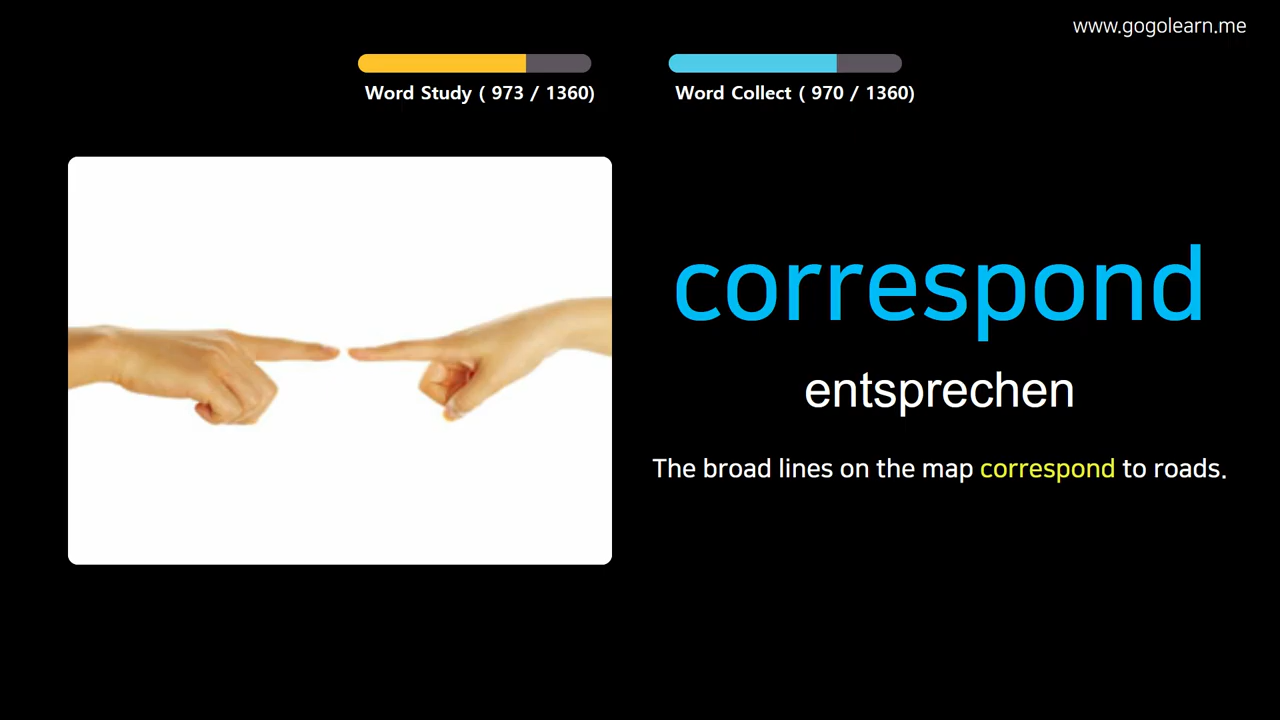 www.gogolearn.me
Word Study ( 973 / 1360)
Word Collect ( 970 / 1360)
correspond
entsprechen
The broad lines on the map correspond to roads.